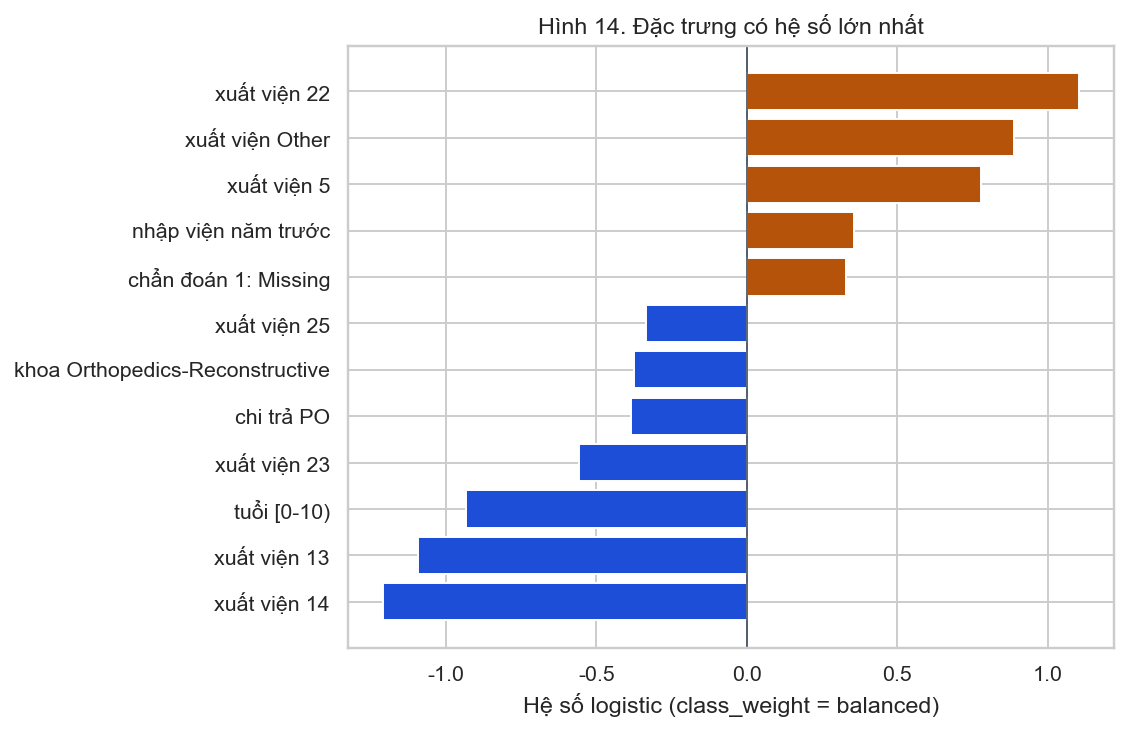 Hình 14. Đặc trưng có hệ số lớn nhất
xuất viện 22
xuất viện Other
xuất viện 5
nhập viện năm trước
chẩn đoán 1: Missing
xuất viện 25
khoa Orthopedics-Reconstructive
chi trả PO
xuất viện 23
tuổi [0-10)
xuất viện 13
xuất viện 14
-1.0 -0.5 0.0 0.5 1.0
Hệ số logistic (class_weight = balanced)